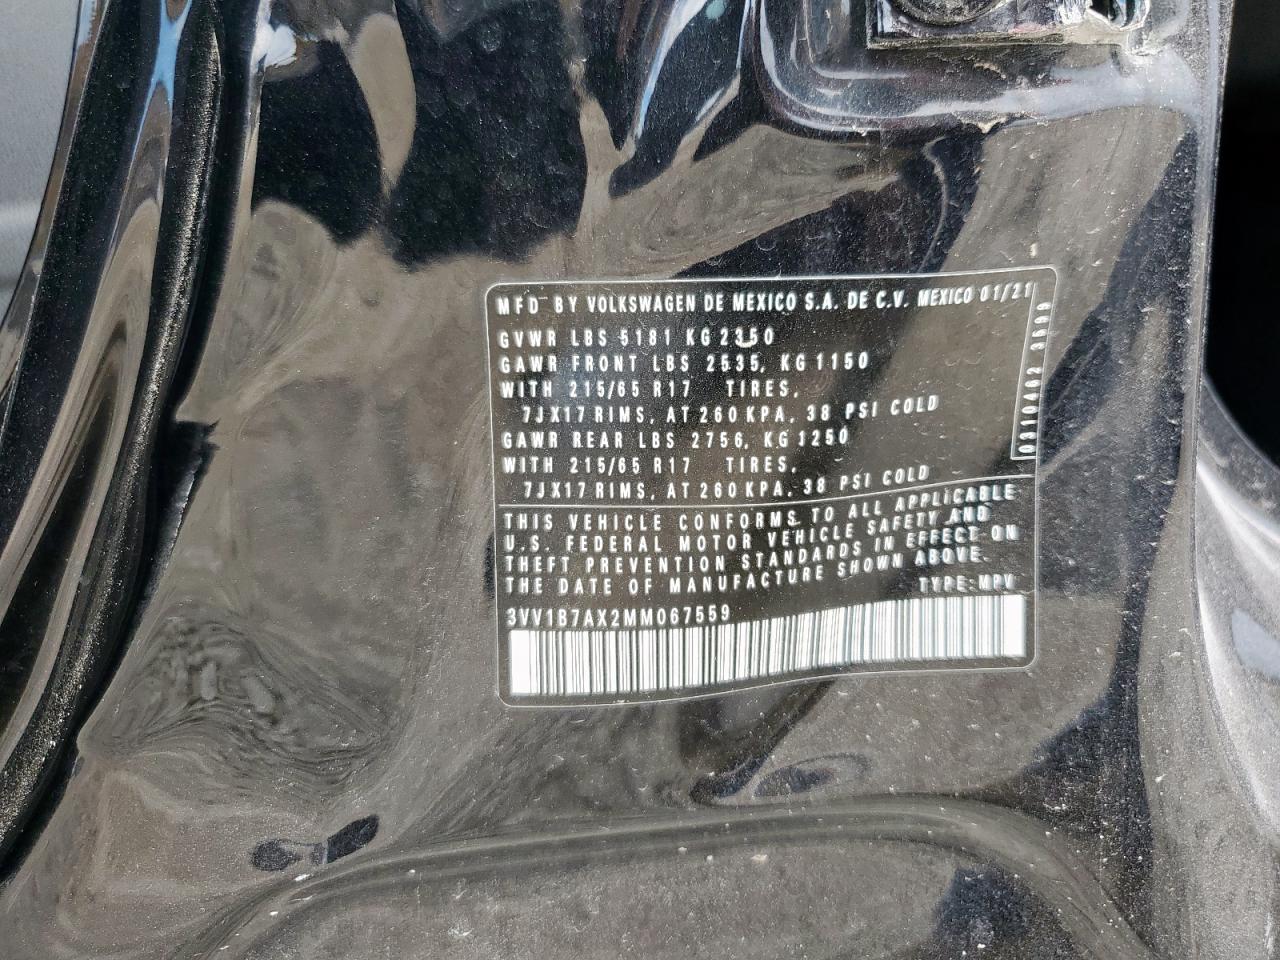 MFD BY VOLKSWAGEN DE MEXICO S.A. DE C.V. MEXICO 01/21
GVWR LBS 5181 KG 2350
GAWR FRONT LBS 2535, KG 1150
WITH 215/65 R17 TIRES,
7JX17 RIMS, AT 260 KPA, 38 PSI COLD
GAWR REAR LBS 2756, KG 1250
WITH 215/65 R17 TIRES,
7JX17 RIMS, AT 260 KPA, 38 PSI COLD
THIS VEHICLE CONFORMS TO ALL APPLICABLE
U.S. FEDERAL MOTOR VEHICLE SAFETY AND
THEFT PREVENTION STANDARDS IN EFFECT ON
THE DATE OF MANUFACTURE SHOWN ABOVE.
TYPE: MPV
3VV1B7AX2MM067559